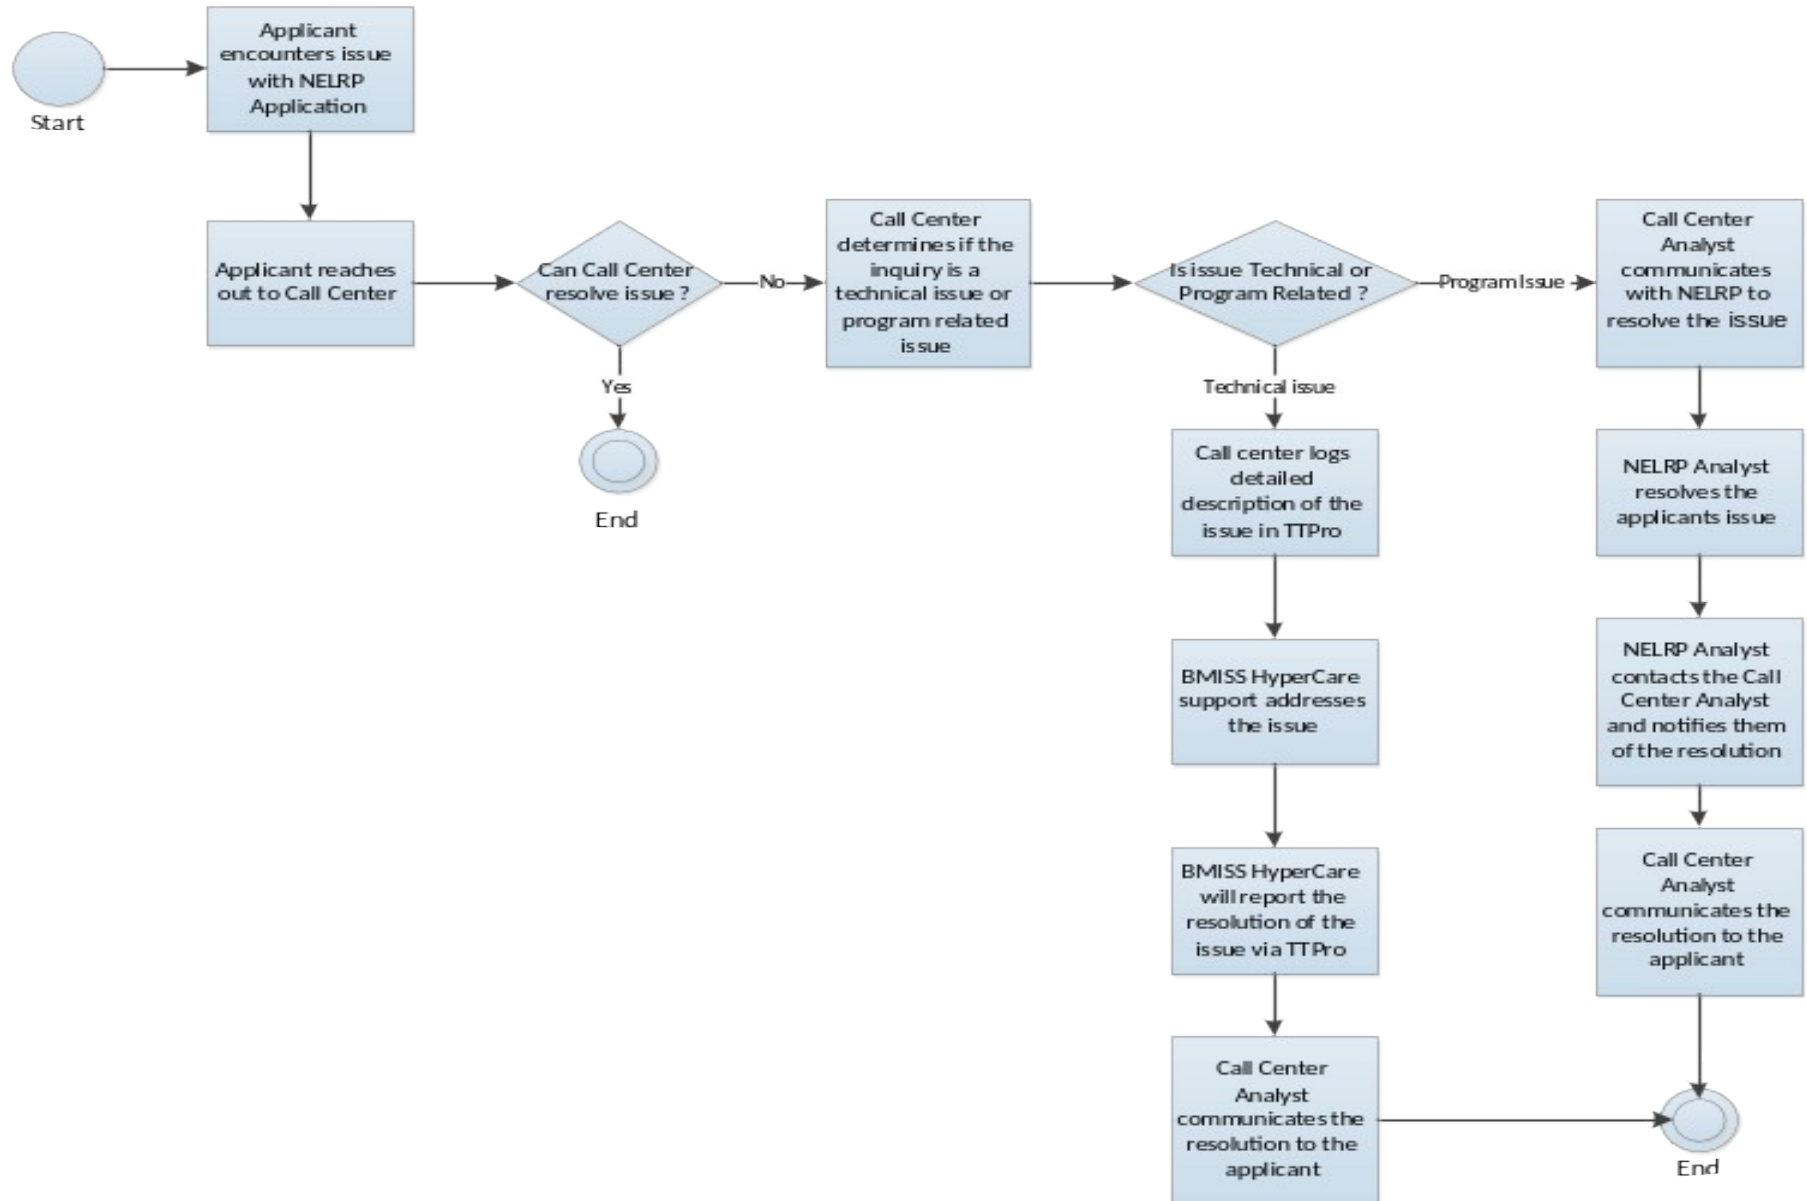 Start
Applicant
encounters issue
with NELRP
Application
Applicant reaches
out to Call Center
Can Call Center
resolve issue ?
No
Yes
End
Call Center
determines if the
inquiry is a
technical issue or
program related
issue
Is issue Technical or
Program Related ?
Program Issue
Technical issue
Call center logs
detailed
description of the
issue in TTPro
BMISS HyperCare
support addresses
the issue
BMISS HyperCare
will report the
resolution of the
issue via TTPro
Call Center
Analyst
communicates the
resolution to the
applicant
Call Center
Analyst
communicates
with NELRP to
resolve the issue
NELRP Analyst
resolves the
applicants issue
NELRP Analyst
contacts the Call
Center Analyst
and notifies them
of the resolution
Call Center
Analyst
communicates the
resolution to the
applicant
End